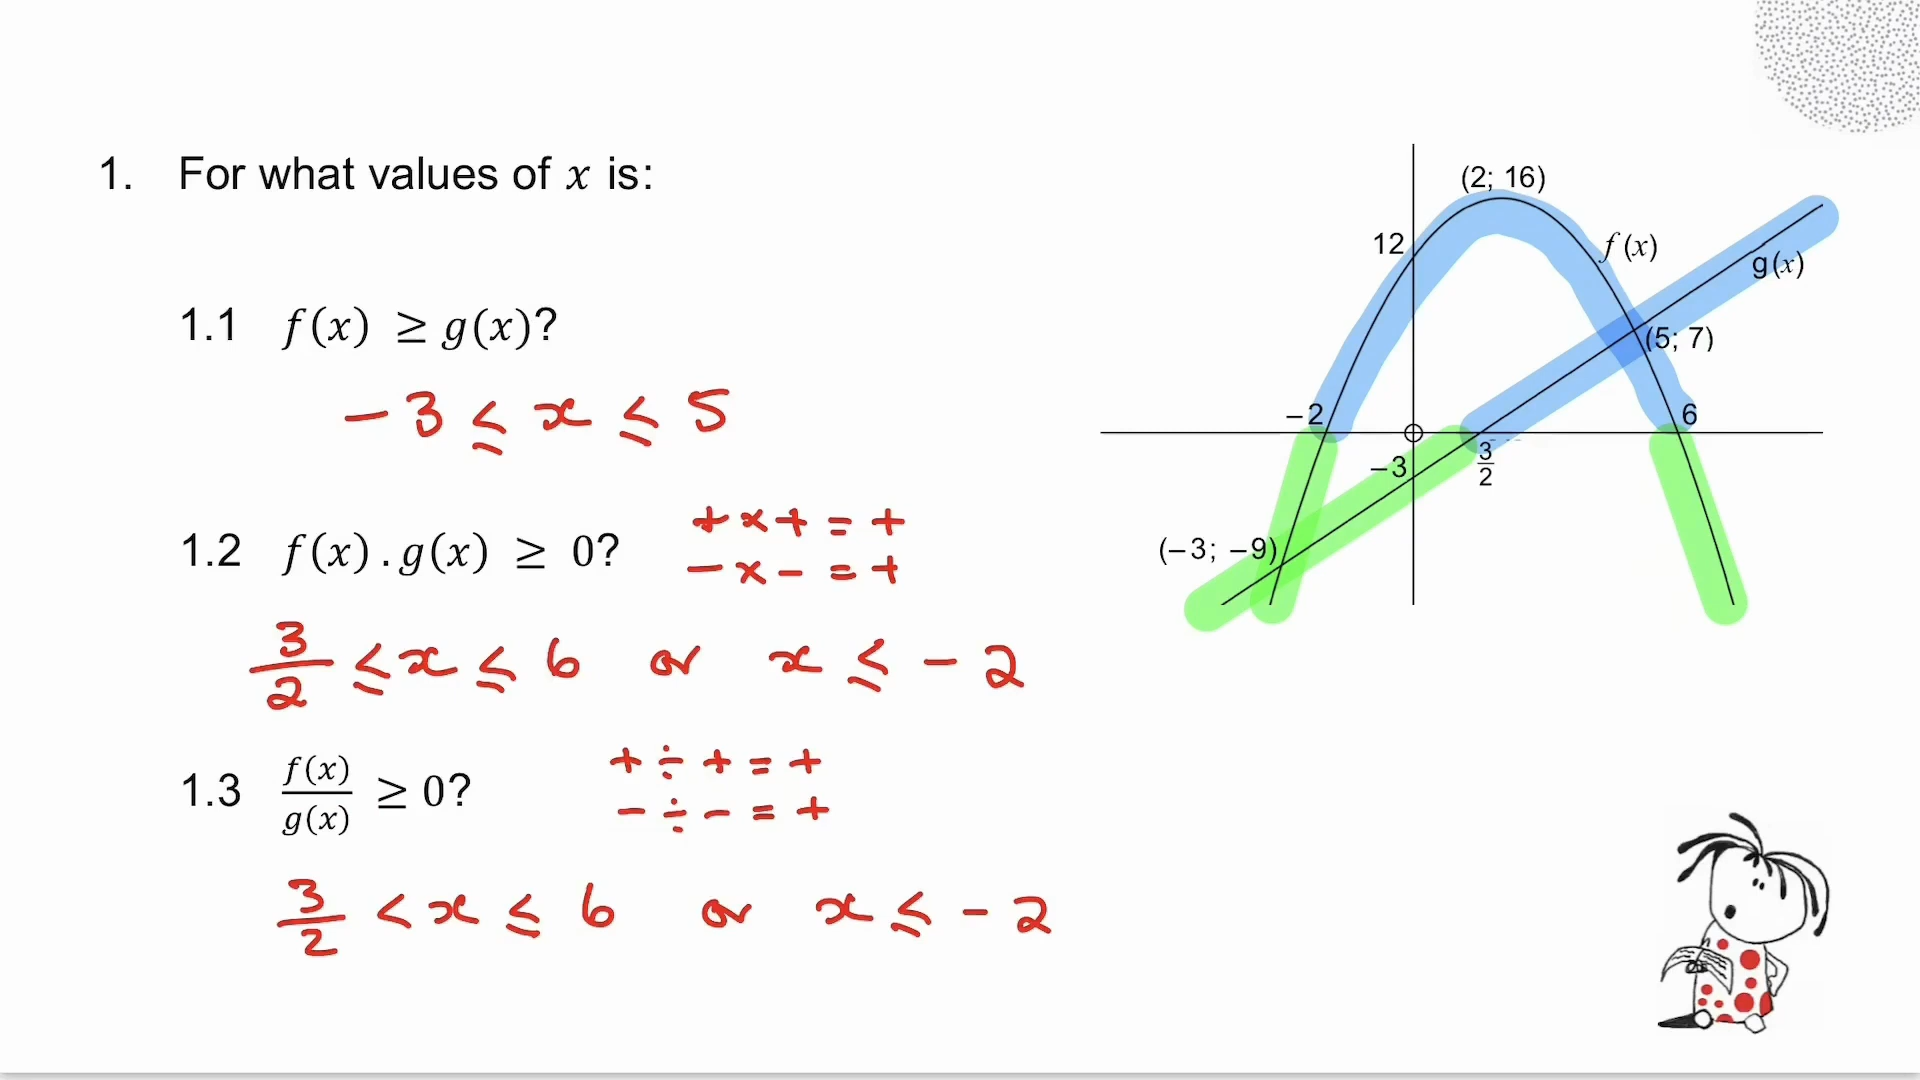 1. For what values of x is:
1.1 f(x) ≥ g(x)?
-3 ≤ x ≤ 5
1.2 f(x) . g(x) ≥ 0?
+ × + = +
- × - = +
3/2 ≤ x ≤ 6 or x ≤ -2
1.3 f(x)/g(x) ≥ 0?
+ ÷ + = +
- ÷ - = +
3/2 < x ≤ 6 or x ≤ -2
(2; 16)
12
f(x)
g(x)
(5; 7)
-2
6
-3
3/2
(-3; -9)